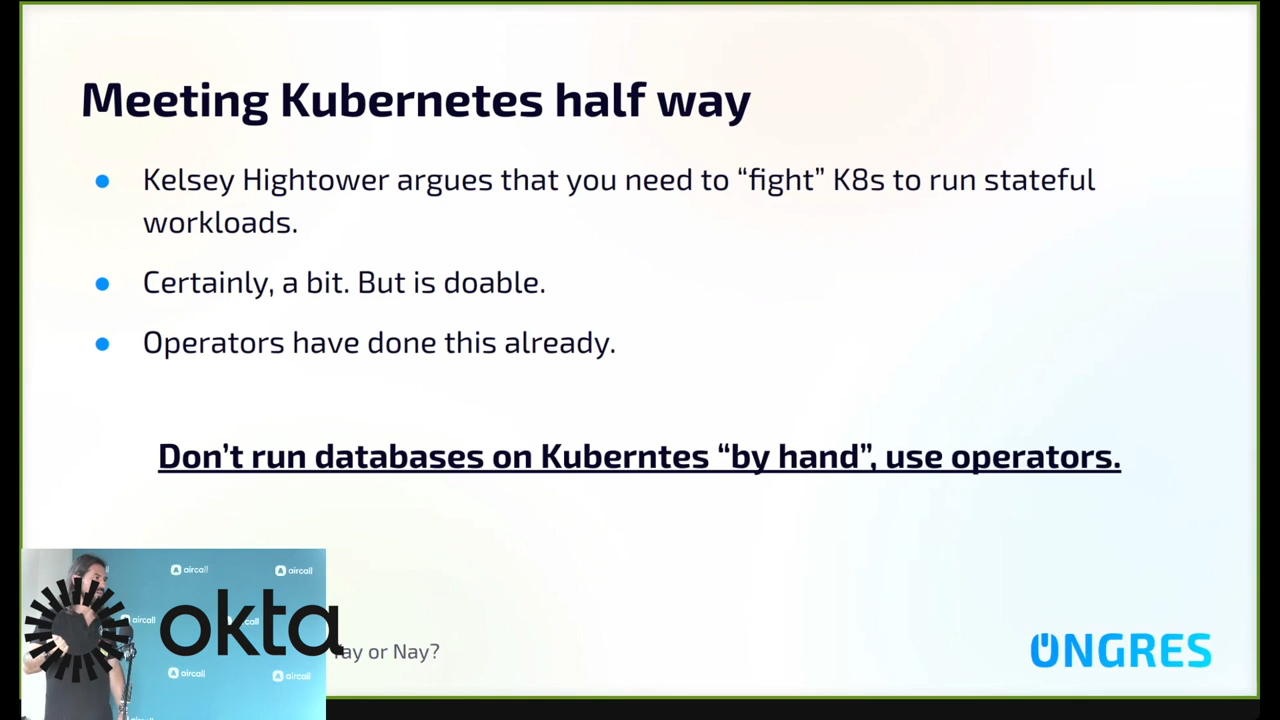 Meeting Kubernetes half way
Kelsey Hightower argues that you need to “fight” K8s to run stateful
workloads.
Certainly, a bit. But is doable.
Operators have done this already.
Don’t run databases on Kuberntes “by hand”, use operators.
aircall
aircall
aircall
okta
aircall
aircall
Yay or Nay?
ONGRES